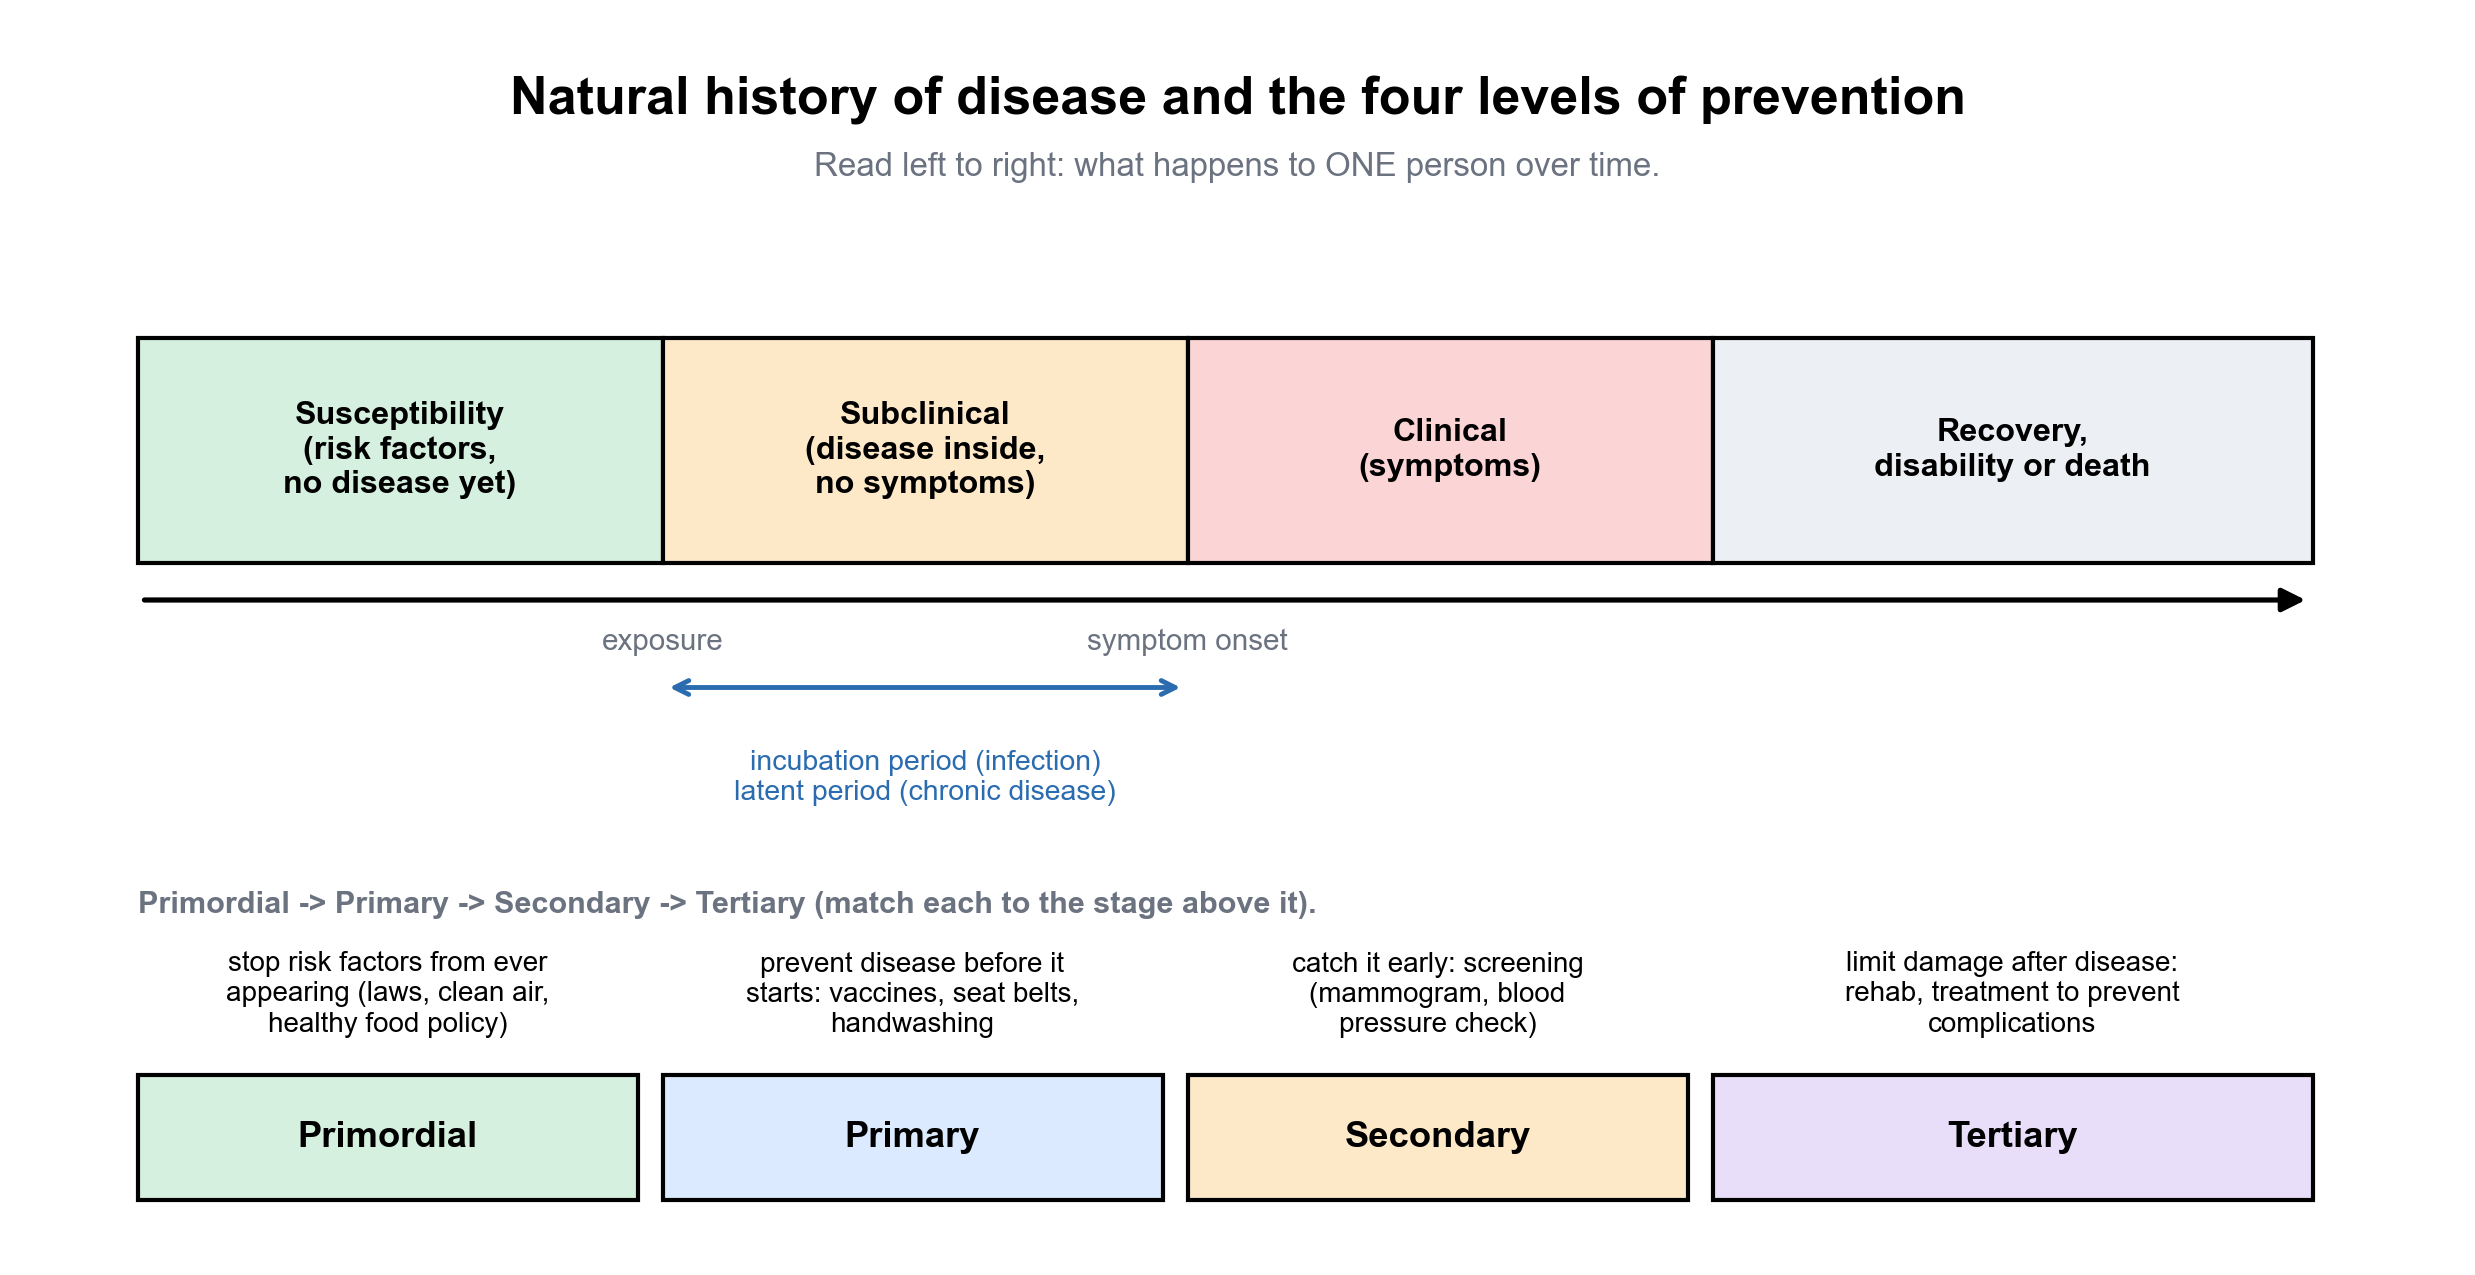 Natural history of disease and the four levels of prevention
Read left to right: what happens to ONE person over time.
Susceptibility
(risk factors,
no disease yet)
Subclinical
(disease inside,
no symptoms)
Clinical
(symptoms)
Recovery,
disability or death
exposure
symptom onset
incubation period (infection)
latent period (chronic disease)
Primordial -> Primary -> Secondary -> Tertiary (match each to the stage above it).
stop risk factors from ever
appearing (laws, clean air,
healthy food policy)
prevent disease before it
starts: vaccines, seat belts,
handwashing
catch it early: screening
(mammogram, blood
pressure check)
limit damage after disease:
rehab, treatment to prevent
complications
Primordial
Primary
Secondary
Tertiary